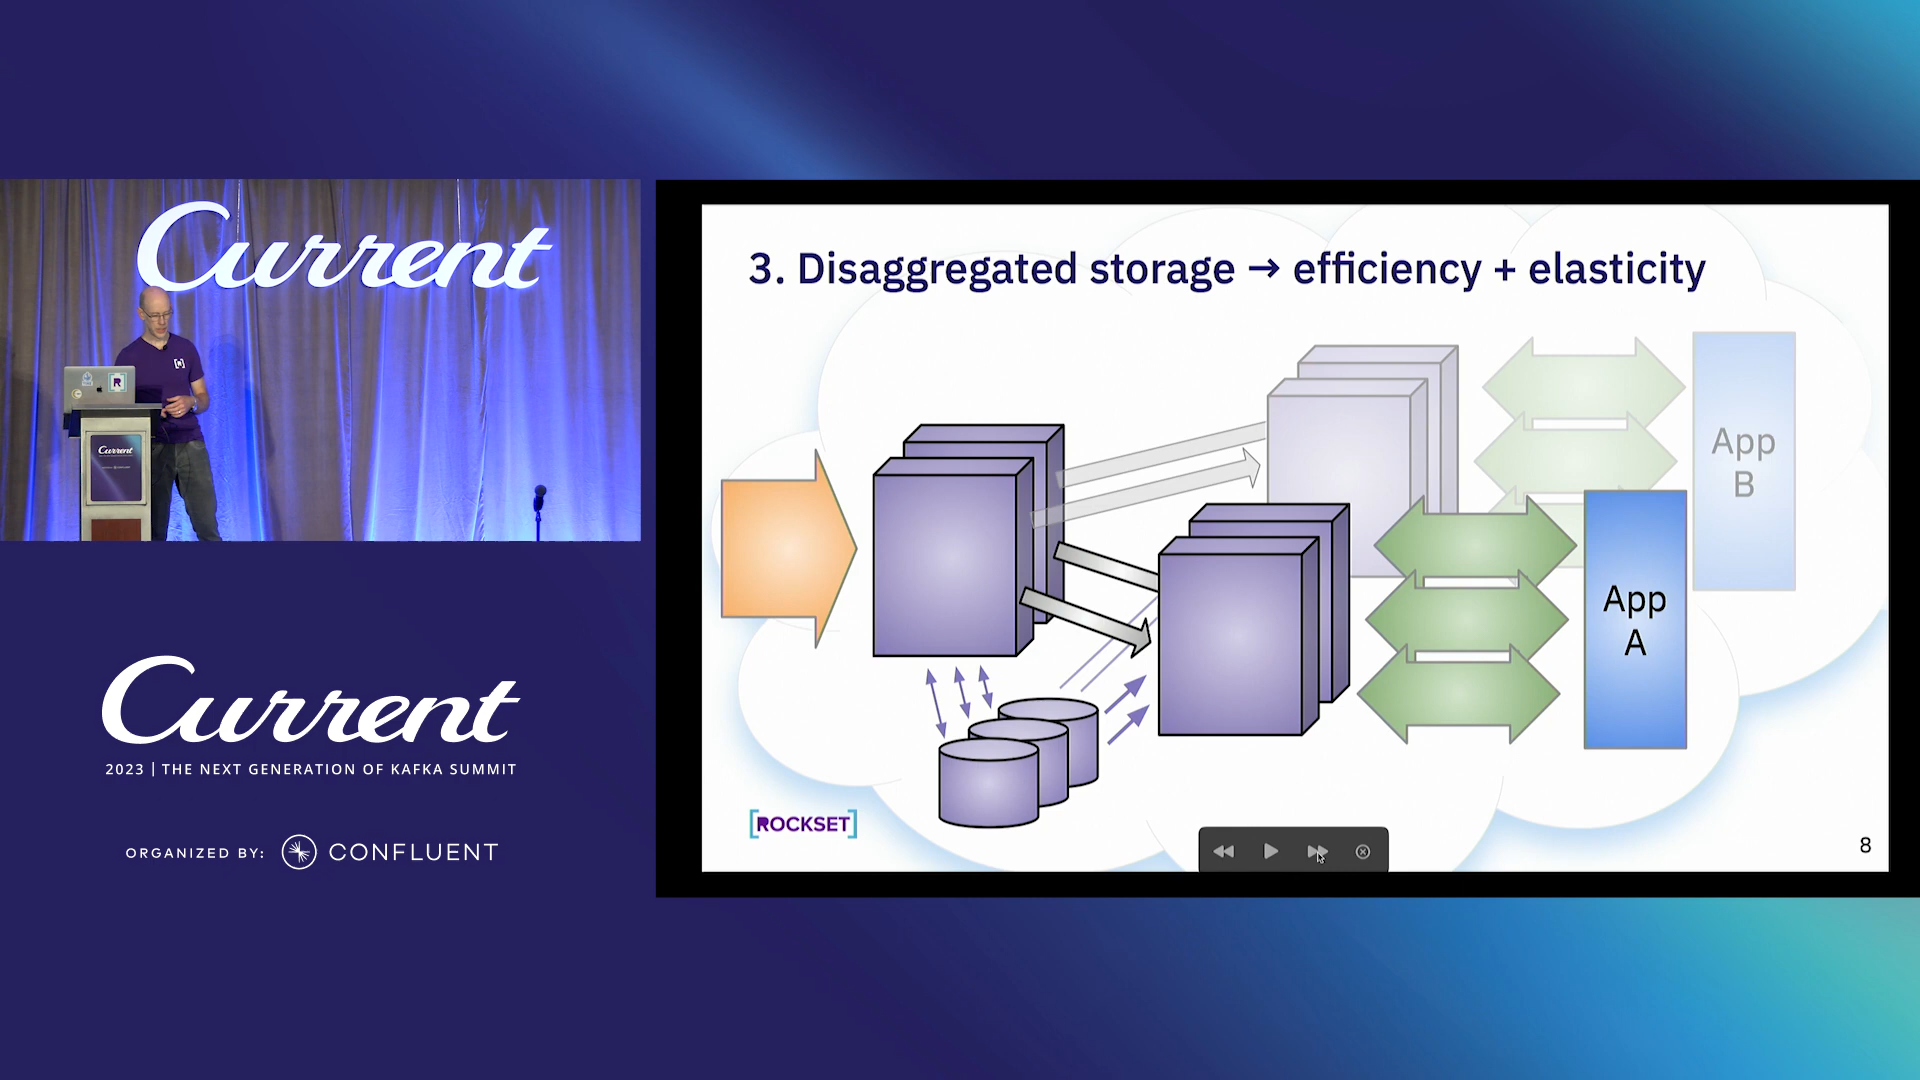 Current
R
Current
Current
2023 | THE NEXT GENERATION OF KAFKA SUMMIT
ORGANIZED BY: CONFLUENT
3. Disaggregated storage → efficiency + elasticity
App
B
App
A
[ROCKSET]
8